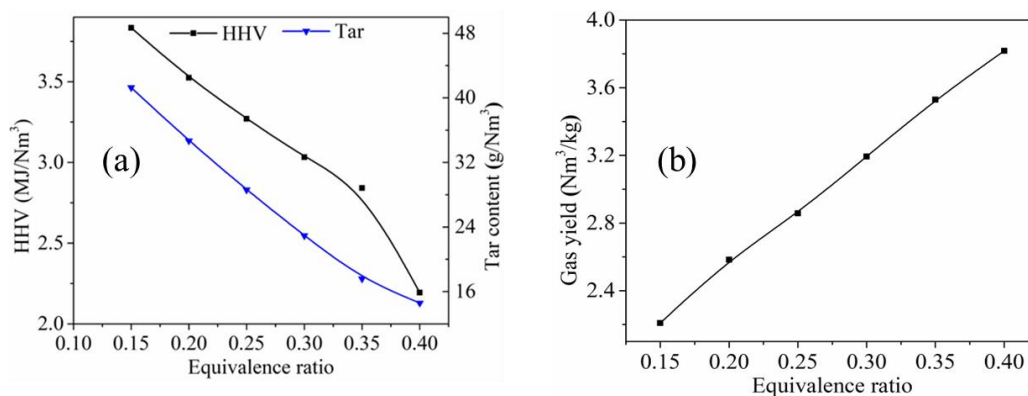 HHV Tar
3.5
3.0
2.5
2.0
HHV (MJ/Nm³)
(a)
48
40
32
24
16
Tar content (g/Nm³)
0.10 0.15 0.20 0.25 0.30 0.35 0.40
Equivalence ratio
4.0
3.6
3.2
2.8
2.4
Gas yield (Nm³/kg)
(b)
0.15 0.20 0.25 0.30 0.35 0.40
Equivalence ratio